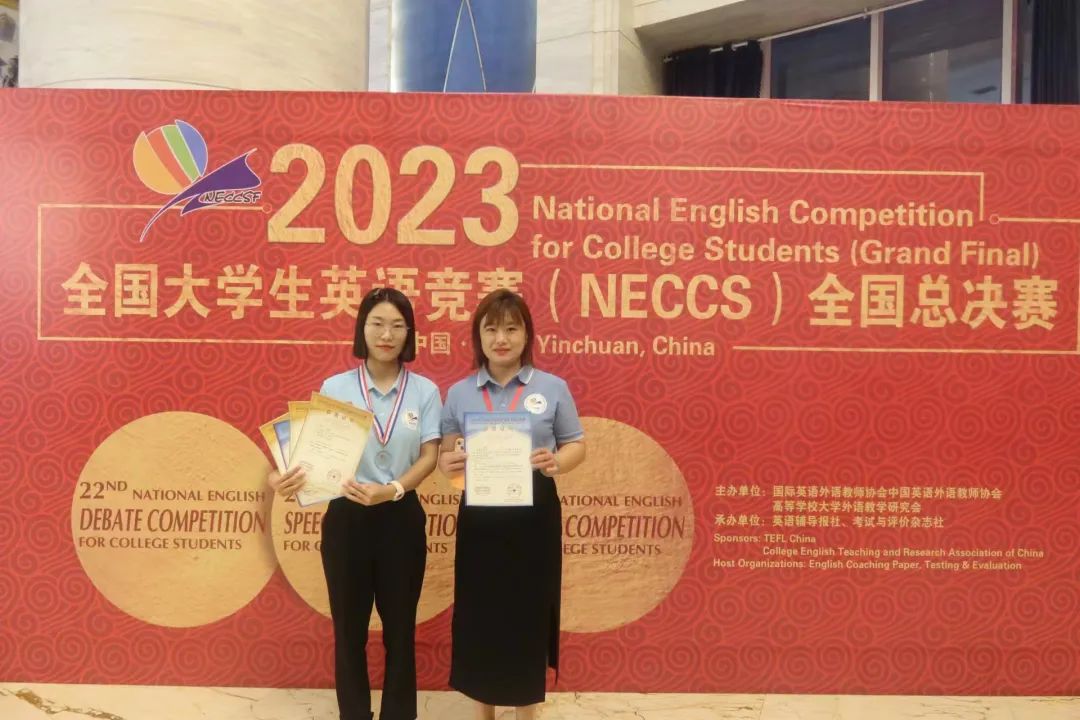 NECCSF
2023
National English Competition
for College Students (Grand Final)
全国大学生英语竞赛（NECCS）全国总决赛
中国·
Yinchuan, China
22ND NATIONAL ENGLISH
DEBATE COMPETITION
FOR COLLEGE STUDENTS
NATIONAL ENGLISH
COMPETITION
COLLEGE STUDENTS
主办单位：国际英语外语教师协会中国英语外语教师协会
高等学校大学外语教学研究会
承办单位：英语辅导报社、考试与评价杂志社
Sponsors: TEFL China
College English Teaching and Research Association of China
Host Organizations: English Coaching Paper, Testing & Evaluation